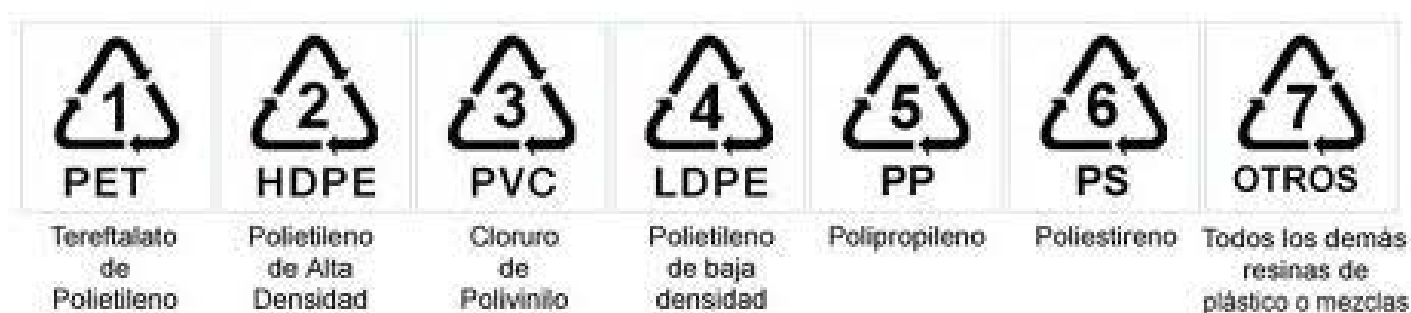 1 2 3 4 5 6 7
PET HDPE PVC LDPE PP PS OTROS
Tereftalato
de
Polietileno
Polietileno
de Alta
Densidad
Cloruro
de
Polivinilo
Polietileno
de baja
densidad
Polipropileno
Poliestireno
Todos los demás
resinas de
plástico o mezclas